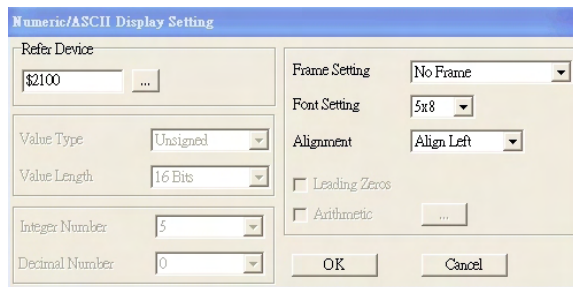 Numeric/ASCII Display Setting
Refer Device
$2100 ...
Value Type Unsigned
Value Length 16 Bits
Integer Number 5
Decimal Number 0
Frame Setting No Frame
Font Setting 5x8
Alignment Align Left
Leading Zeros
Arithmetic ...
OK Cancel